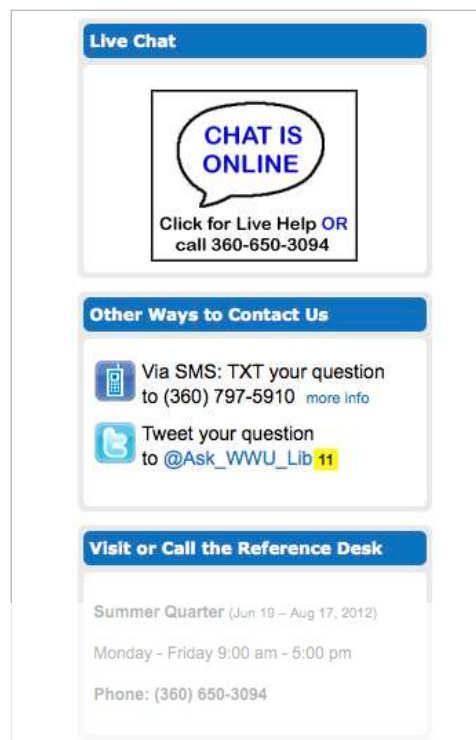 Live Chat
CHAT IS
ONLINE
Click for Live Help OR
call 360-650-3094
Other Ways to Contact Us
Via SMS: TXT your question
to (360) 797-5910 more info
Tweet your question
to @Ask_WWU_Lib 11
Visit or Call the Reference Desk
Summer Quarter (Jun 19 – Aug 17, 2012)
Monday - Friday 9:00 am - 5:00 pm
Phone: (360) 650-3094